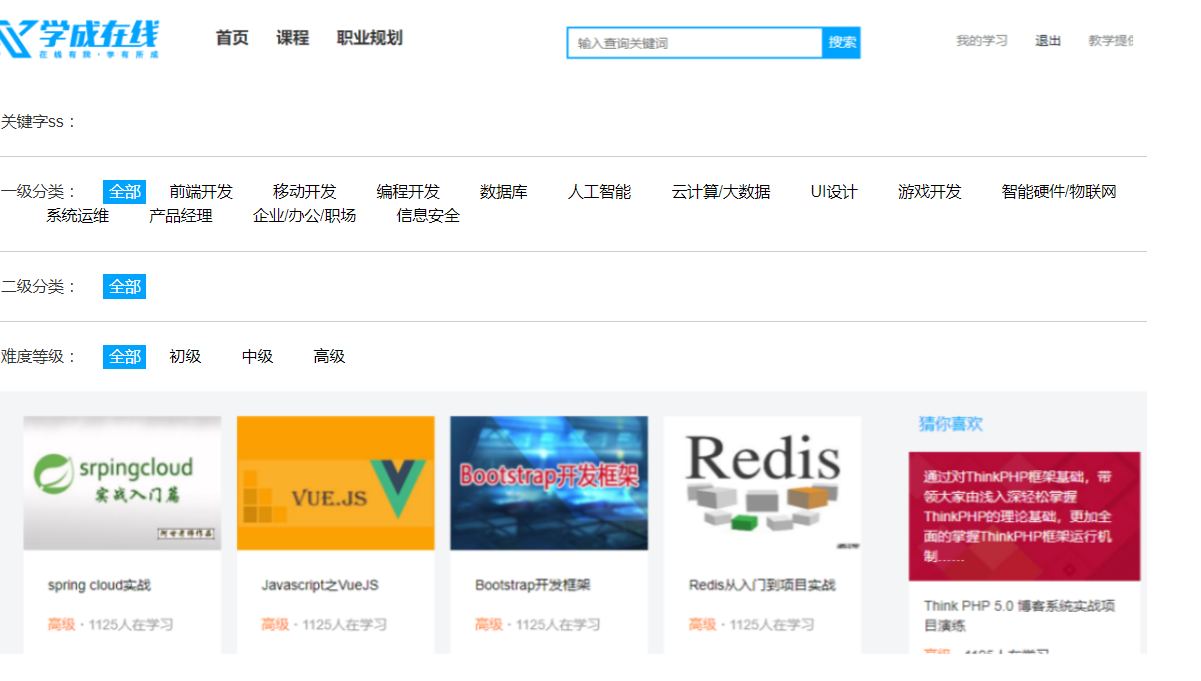 学成在线
在线有我·学有所成
首页 课程 职业规划
输入查询关键词 搜索
我的学习 退出 教学提
关键字ss：
一级分类： 全部 前端开发 移动开发 编程开发 数据库 人工智能 云计算/大数据 UI设计 游戏开发 智能硬件/物联网
系统运维 产品经理 企业/办公/职场 信息安全
二级分类： 全部
难度等级： 全部 初级 中级 高级
srpingcloud
实战入门篇
VUE.JS
Bootstrap开发框架
Redis
spring cloud实战
高级 · 1125人在学习
Javascript之VueJS
高级 · 1125人在学习
Bootstrap开发框架
高级 · 1125人在学习
Redis从入门到项目实战
高级 · 1125人在学习
猜你喜欢
通过对ThinkPHP框架基础，带
领大家由浅入深轻松掌握
ThinkPHP的理论基础，更加全
面的掌握ThinkPHP框架运行机
制......
Think PHP 5.0 博客系统实战项
目演练
高级 · 1125人在学习